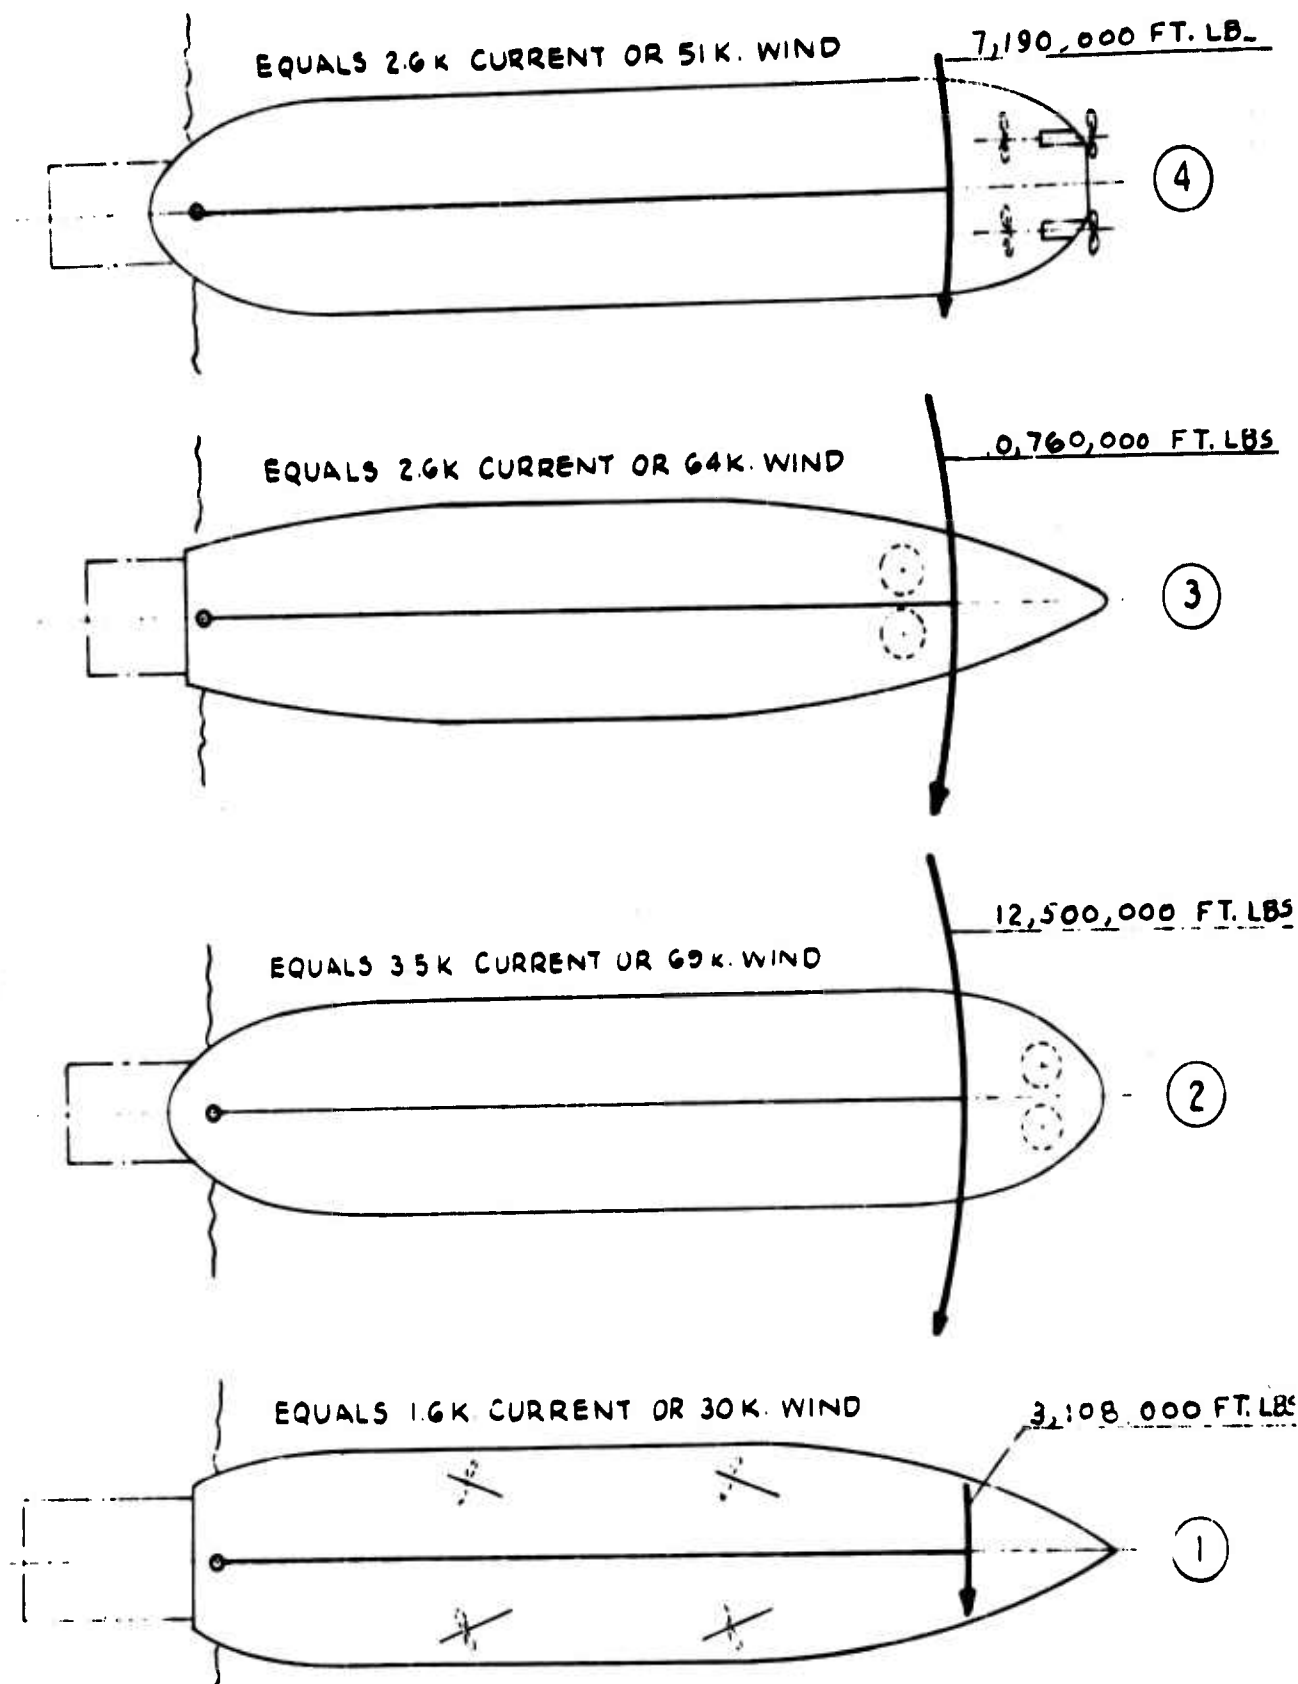 EQUALS 2.6K CURRENT OR 51K. WIND
7,190,000 FT. LB
4
EQUALS 2.6K CURRENT OR 64K. WIND
0,760,000 FT. LBS
3
12,500,000 FT. LBS
EQUALS 3 5K CURRENT OR 69K. WIND
2
EQUALS 1.6K CURRENT OR 30K. WIND
3,108 000 FT. LBS
1